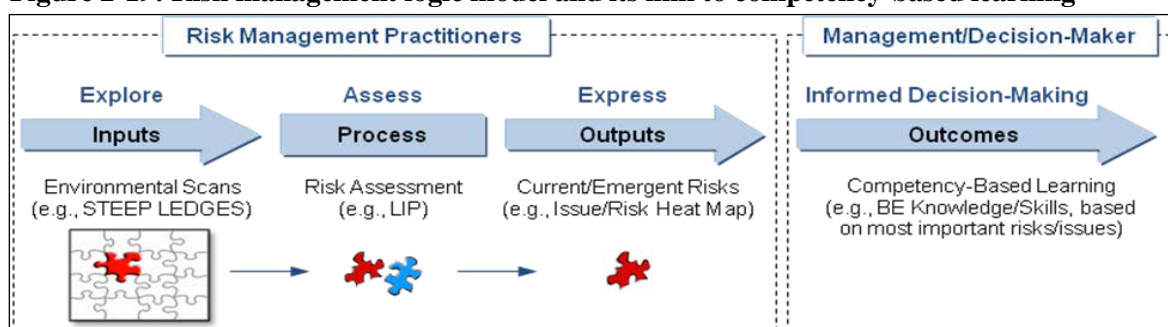 Risk Management Practitioners
Management/Decision-Maker
Explore
Assess
Express
Informed Decision-Making
Inputs
Process
Outputs
Outcomes
Environmental Scans
(e.g., STEEP LEDGES)
Risk Assessment
(e.g., LIP)
Current/Emergent Risks
(e.g., Issue/Risk Heat Map)
Competency-Based Learning
(e.g., BE Knowledge/Skills, based
on most important risks/issues)